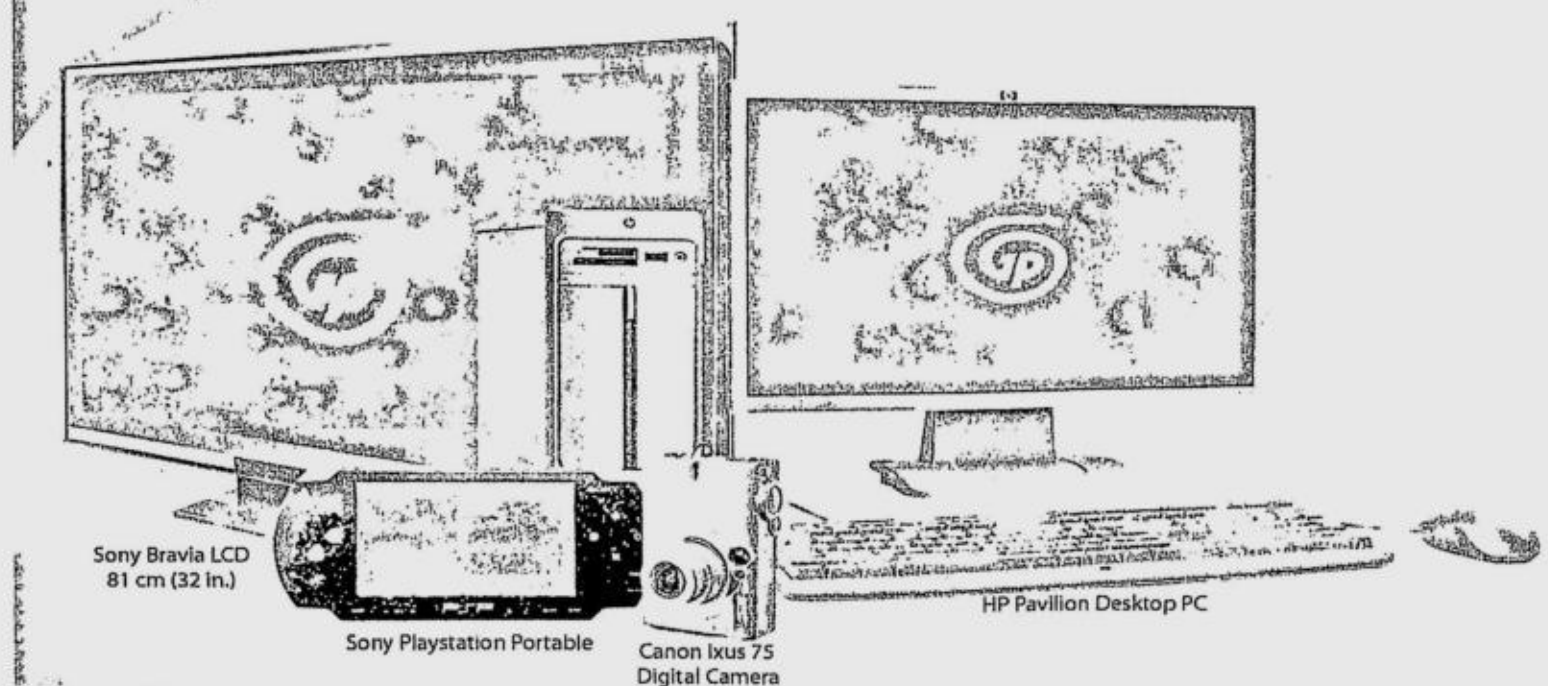 Sony Bravia LCD
81 cm (32 in.)
Sony Playstation Portable
Canon Ixus 75
Digital Camera
HP Pavilion Desktop PC
hp